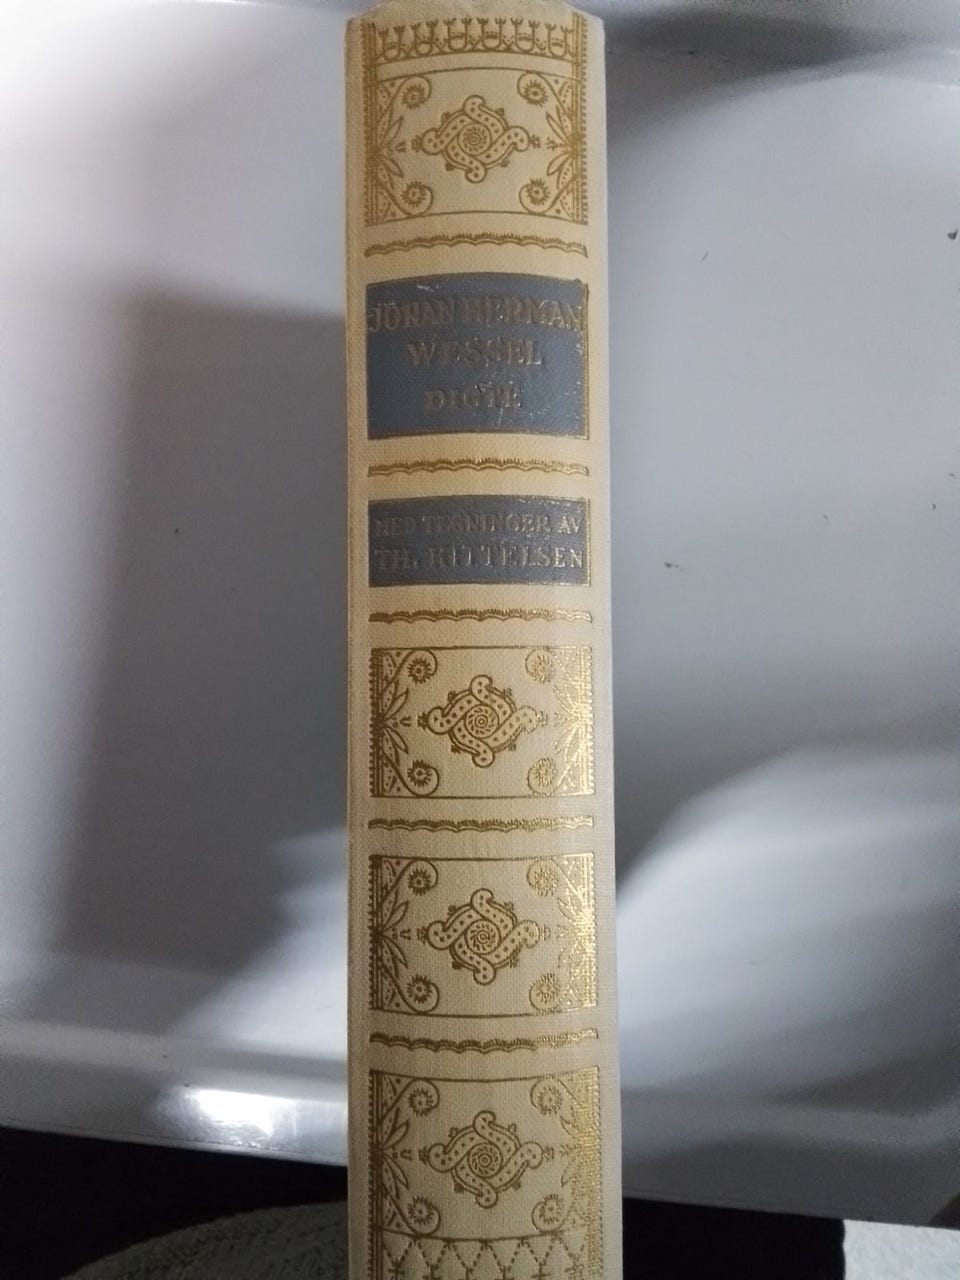 JOHAN HERMAN
WESSEL
DIGTE
MED TEGNINGER AV
TH. KITTELSEN